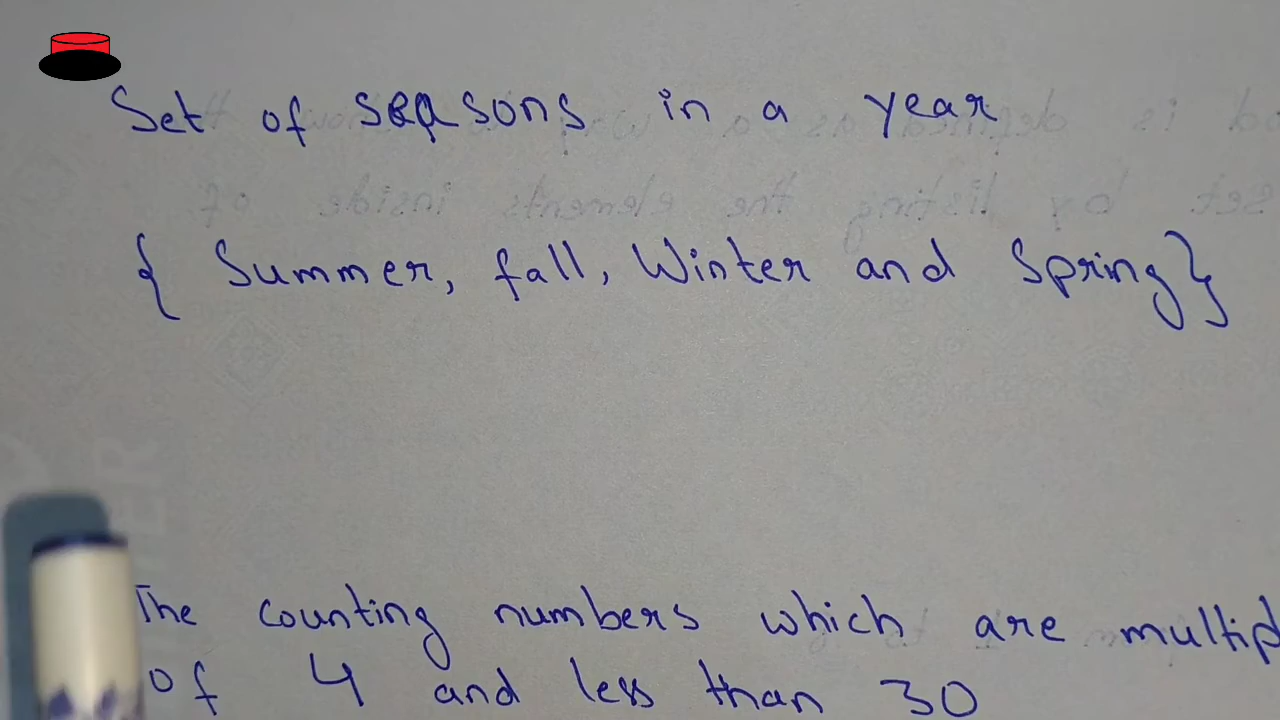 Set of seasons in a year
{ Summer, fall, Winter and Spring}
The counting numbers which are multipl
of 4 and less than 30